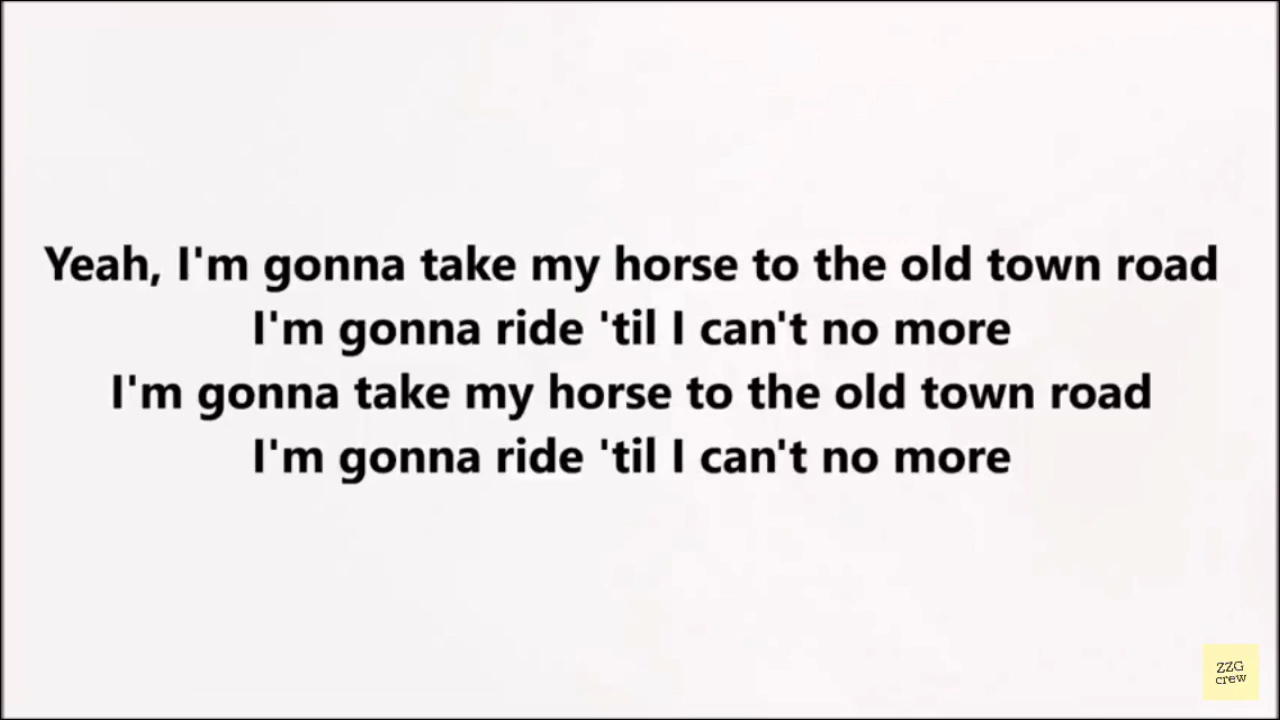 Yeah, I'm gonna take my horse to the old town road
I'm gonna ride 'til I can't no more
I'm gonna take my horse to the old town road
I'm gonna ride 'til I can't no more
ZZG
crew